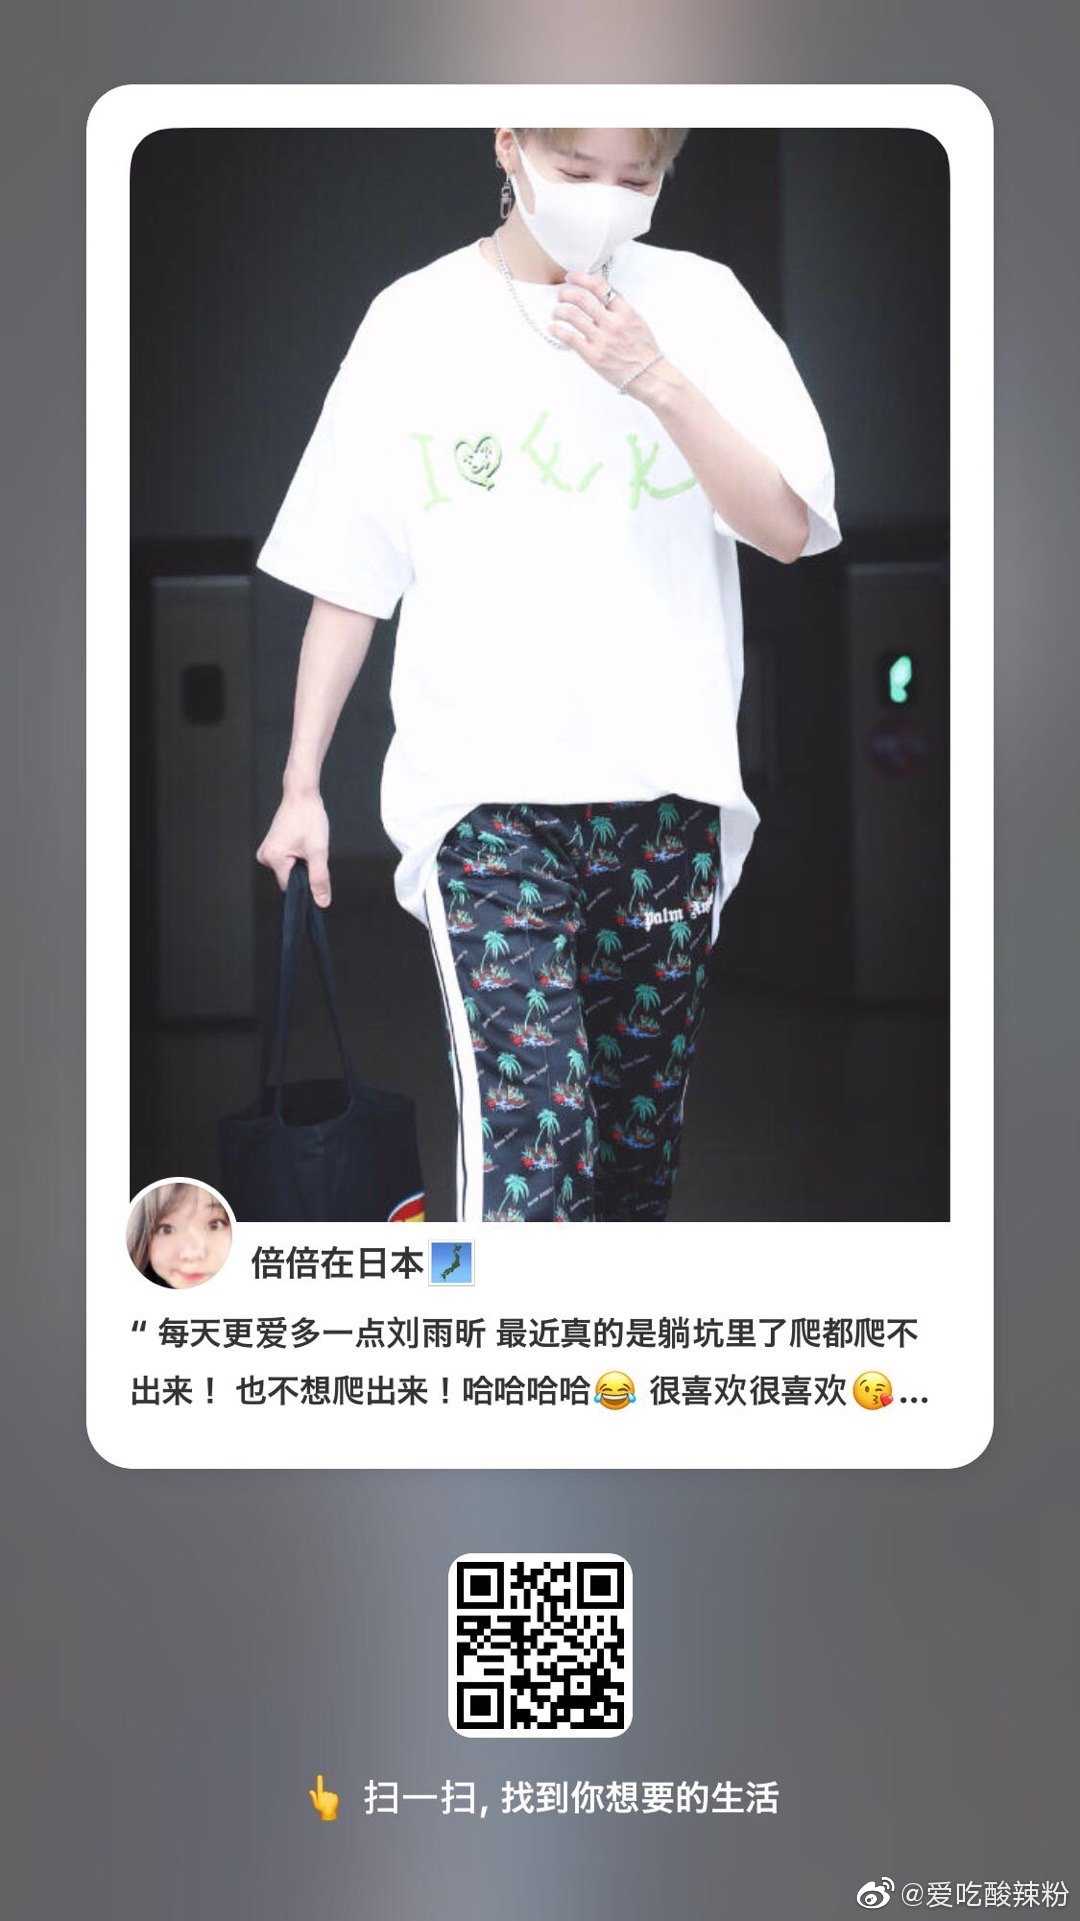 I
Palm
倍倍在日本
“ 每天更爱多一点刘雨昕 最近真的是躺坑里了爬都爬不
出来！ 也不想爬出来！哈哈哈哈😂 很喜欢很喜欢😘...
👆 扫一扫, 找到你想要的生活
@爱吃酸辣粉